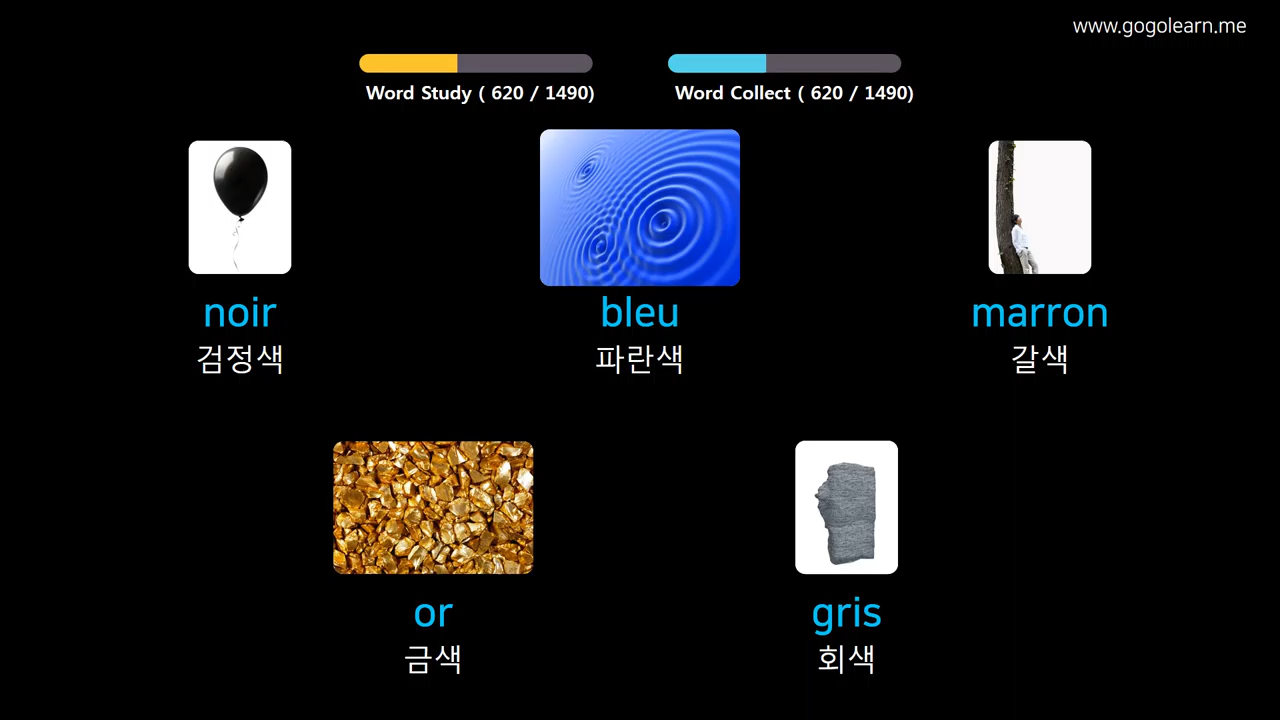 www.gogolearn.me
Word Study ( 620 / 1490)
Word Collect ( 620 / 1490)
noir
검정색
bleu
파란색
marron
갈색
or
금색
gris
회색